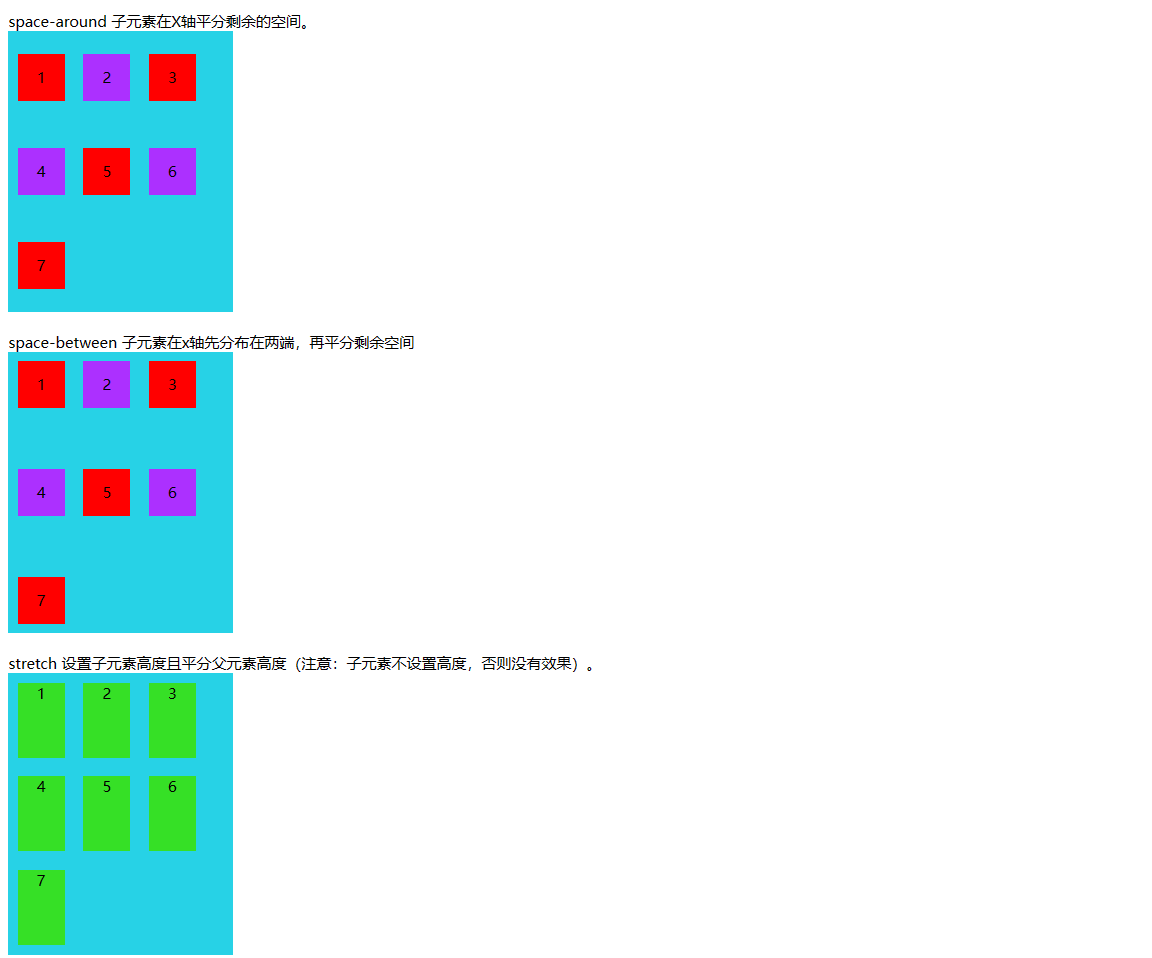 space-around 子元素在X轴平分剩余的空间。
1 2 3
4 5 6
7
space-between 子元素在x轴先分布在两端，再平分剩余空间
1 2 3
4 5 6
7
stretch 设置子元素高度且平分父元素高度（注意：子元素不设置高度，否则没有效果）。
1 2 3
4 5 6
7